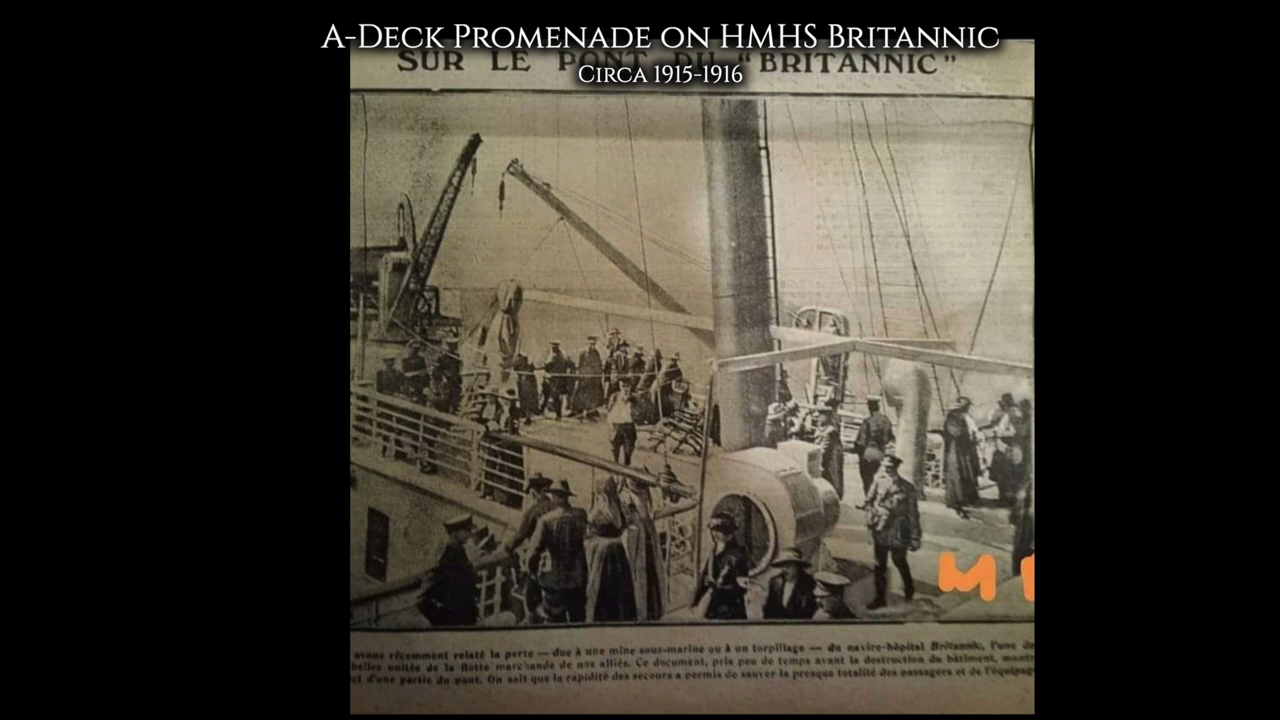 A-Deck Promenade on HMHS Britannic
SUR LE PONT DU "BRITANNIC"
Circa 1915-1916
M
avons récemment relaté la perte — due à une mine sous-marine ou à un torpillage — du navire-hôpital Britannic, l'une de
belles unités de la flotte marchande de nos alliés. Ce document, pris peu de temps avant la destruction du bâtiment, montr
ct d'une partie du pont. On sait que la rapidité des secours a permis de sauver la presque totalité des passagers et de l'équipag